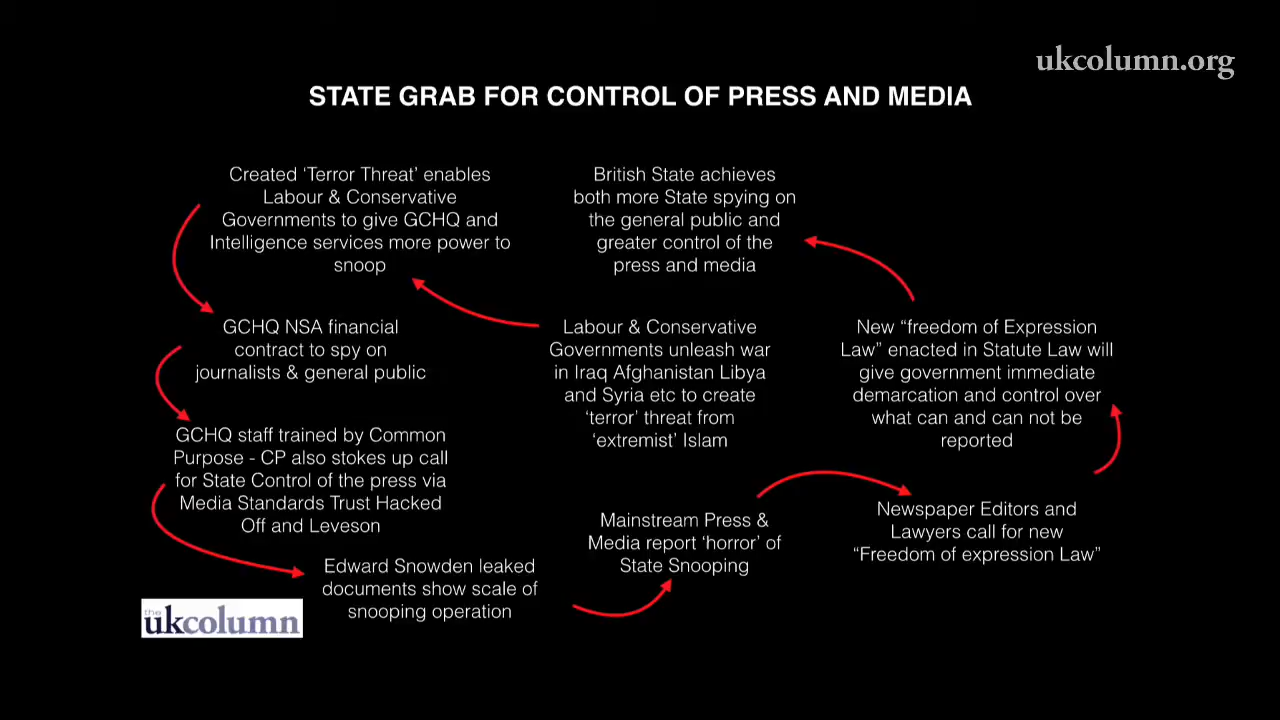 ukcolumn.org
STATE GRAB FOR CONTROL OF PRESS AND MEDIA
Created ‘Terror Threat’ enables
Labour & Conservative
Governments to give GCHQ and
Intelligence services more power to
snoop
British State achieves
both more State spying on
the general public and
greater control of the
press and media
GCHQ NSA financial
contract to spy on
journalists & general public
Labour & Conservative
Governments unleash war
in Iraq Afghanistan Libya
and Syria etc to create
‘terror’ threat from
‘extremist’ Islam
New “freedom of Expression
Law” enacted in Statute Law will
give government immediate
demarcation and control over
what can and can not be
reported
GCHQ staff trained by Common
Purpose - CP also stokes up call
for State Control of the press via
Media Standards Trust Hacked
Off and Leveson
Mainstream Press &
Media report ‘horror’ of
State Snooping
Newspaper Editors and
Lawyers call for new
“Freedom of expression Law”
Edward Snowden leaked
documents show scale of
snooping operation
the
ukcolumn